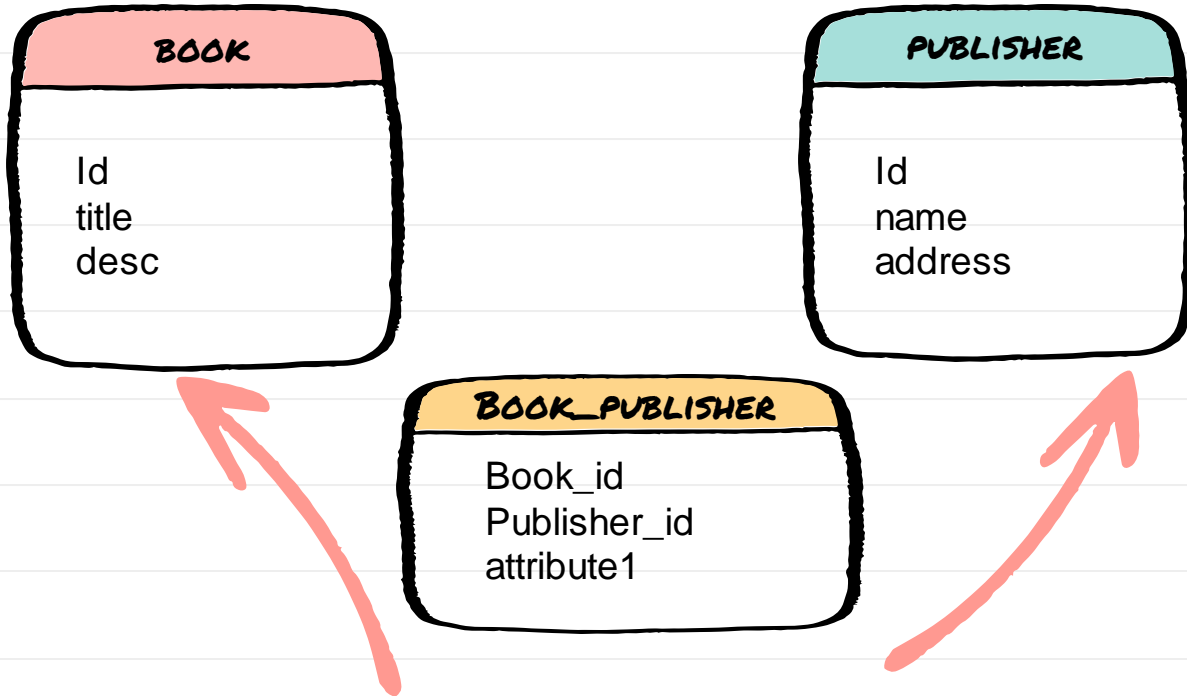 BOOK
Id
title
desc
PUBLISHER
Id
name
address
BOOK_PUBLISHER
Book_id
Publisher_id
attribute1